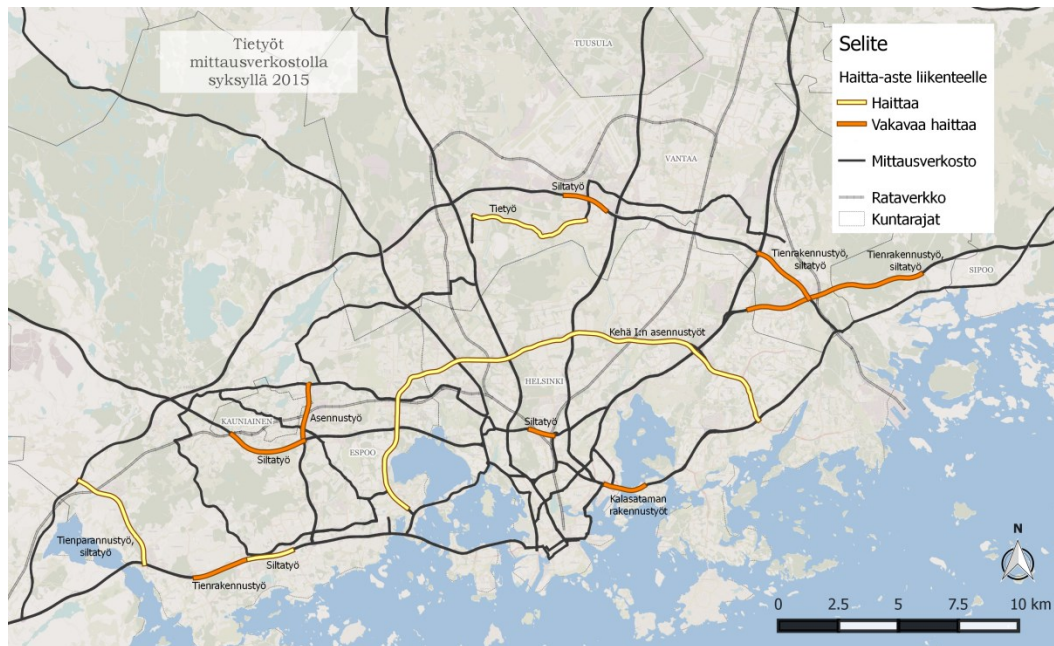 Tietyöt
mittausverkostolla
syksyllä 2015
TUUSULA
Selite
Haitta-aste liikenteelle
Haittaa
Vakavaa haittaa
Mittausverkosto
Rataverkko
Kuntarajat
VANTAA
Siltatyö
Tietyö
Tienrakennustyö,
siltatyö
Tienrakennustyö,
siltatyö
SIPOO
Kehä I:n asennustyöt
HELSINKI
KAUNIAINEN
Asennustyö
Siltatyö
Siltatyö
ESPOO
Kalasataman
rakennustyöt
Tienparannustyö,
siltatyö
Siltatyö
Tienrakennustyö
N
0 2.5 5 7.5 10 km